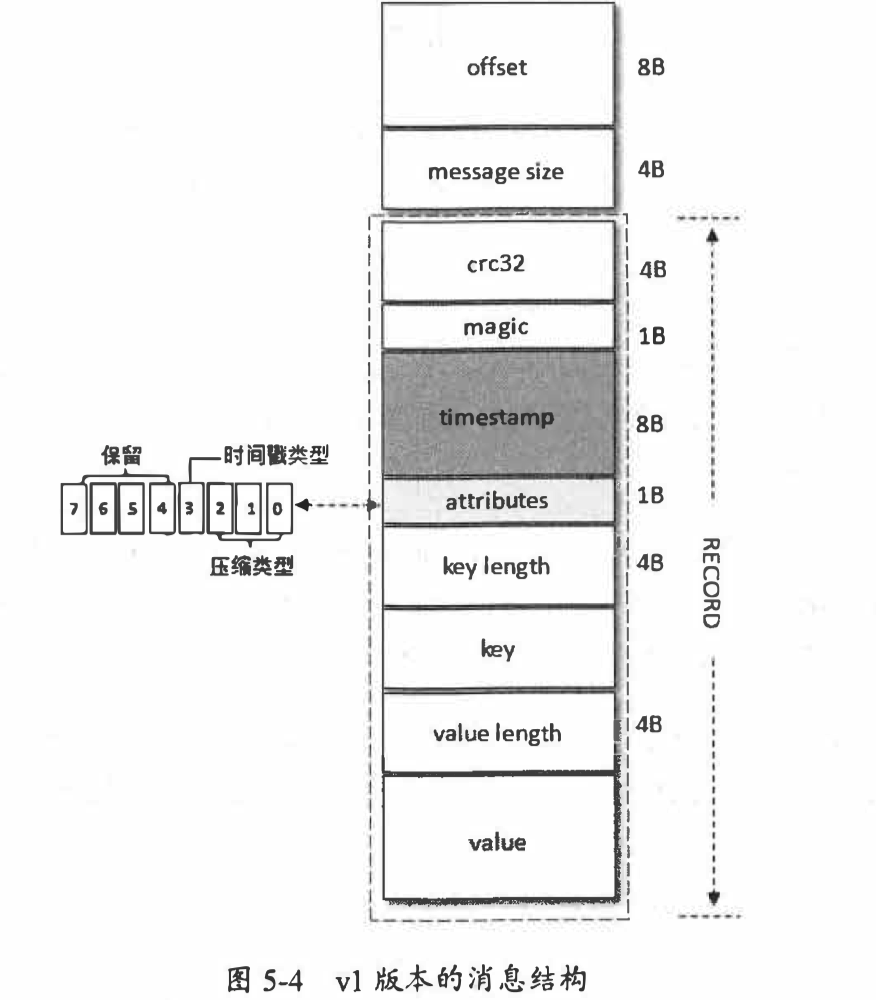 offset 8B
message size 4B
crc32 4B
magic 1B
timestamp 8B
保留 时间戳类型
7 6 5 4 3 2 1 0
压缩类型
attributes 1B
key length 4B
key
value length 4B
value
RECORD
图 5-4 v1 版本的消息结构